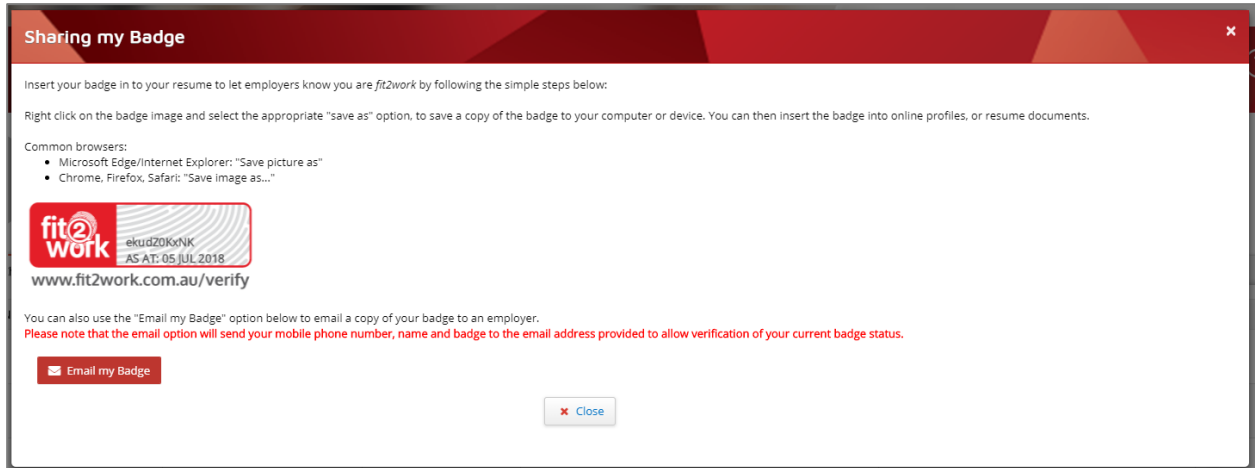 Sharing my Badge
Insert your badge in to your resume to let employers know you are fit2work by following the simple steps below:
Right click on the badge image and select the appropriate "save as" option, to save a copy of the badge to your computer or device. You can then insert the badge into online profiles, or resume documents.
Common browsers:
• Microsoft Edge/Internet Explorer: "Save picture as"
• Chrome, Firefox, Safari: "Save image as..."
fit2
work
ekudZ0KxNK
AS AT: 05 JUL 2018
www.fit2work.com.au/verify
You can also use the "Email my Badge" option below to email a copy of your badge to an employer.
Please note that the email option will send your mobile phone number, name and badge to the email address provided to allow verification of your current badge status.
Email my Badge
Close